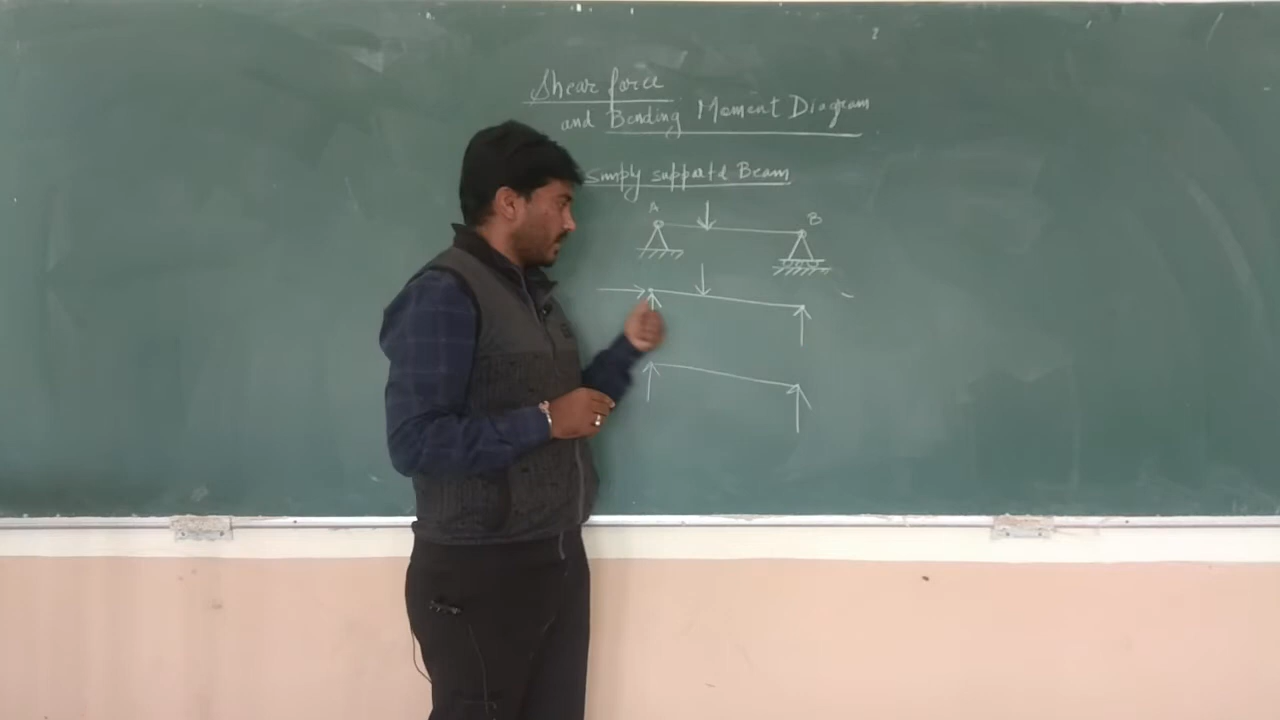 Shear force
and Bending Moment Diagram
simply supported Beam
A
B